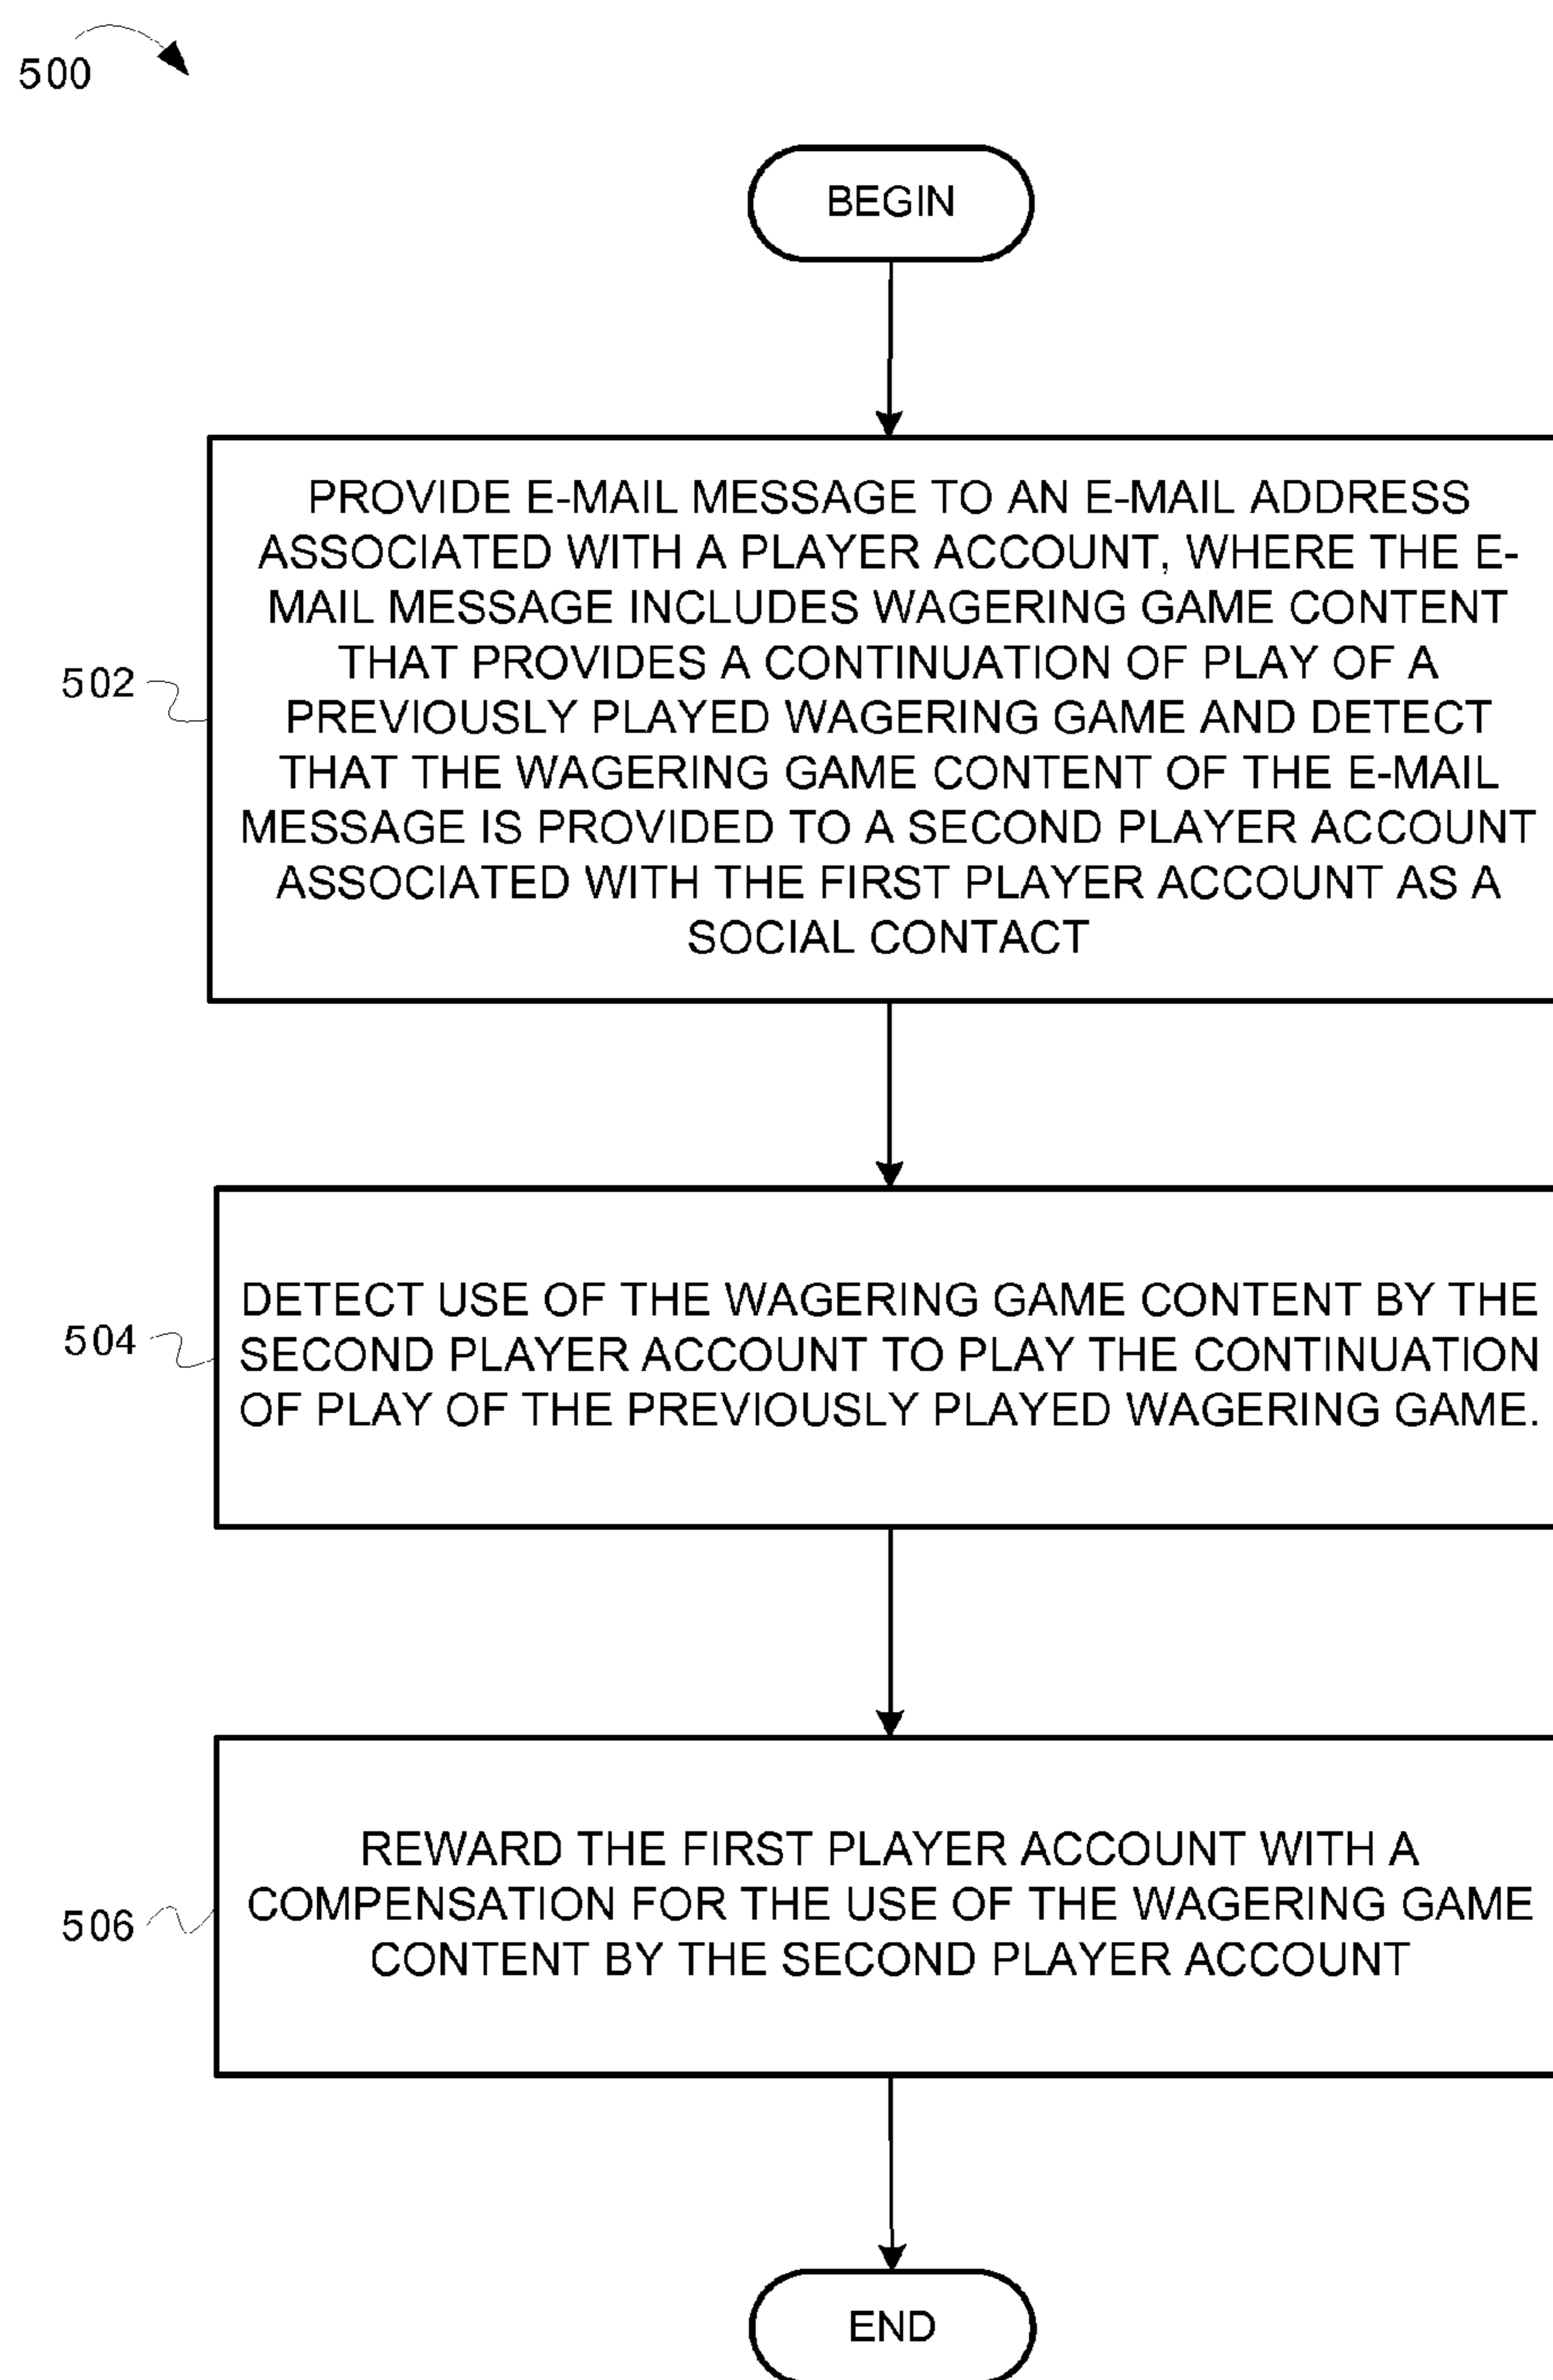 500
BEGIN
PROVIDE E-MAIL MESSAGE TO AN E-MAIL ADDRESS
ASSOCIATED WITH A PLAYER ACCOUNT, WHERE THE E-
MAIL MESSAGE INCLUDES WAGERING GAME CONTENT
THAT PROVIDES A CONTINUATION OF PLAY OF A
PREVIOUSLY PLAYED WAGERING GAME AND DETECT
THAT THE WAGERING GAME CONTENT OF THE E-MAIL
MESSAGE IS PROVIDED TO A SECOND PLAYER ACCOUNT
ASSOCIATED WITH THE FIRST PLAYER ACCOUNT AS A
SOCIAL CONTACT
502
DETECT USE OF THE WAGERING GAME CONTENT BY THE
SECOND PLAYER ACCOUNT TO PLAY THE CONTINUATION
OF PLAY OF THE PREVIOUSLY PLAYED WAGERING GAME.
504
REWARD THE FIRST PLAYER ACCOUNT WITH A
COMPENSATION FOR THE USE OF THE WAGERING GAME
CONTENT BY THE SECOND PLAYER ACCOUNT
506
END